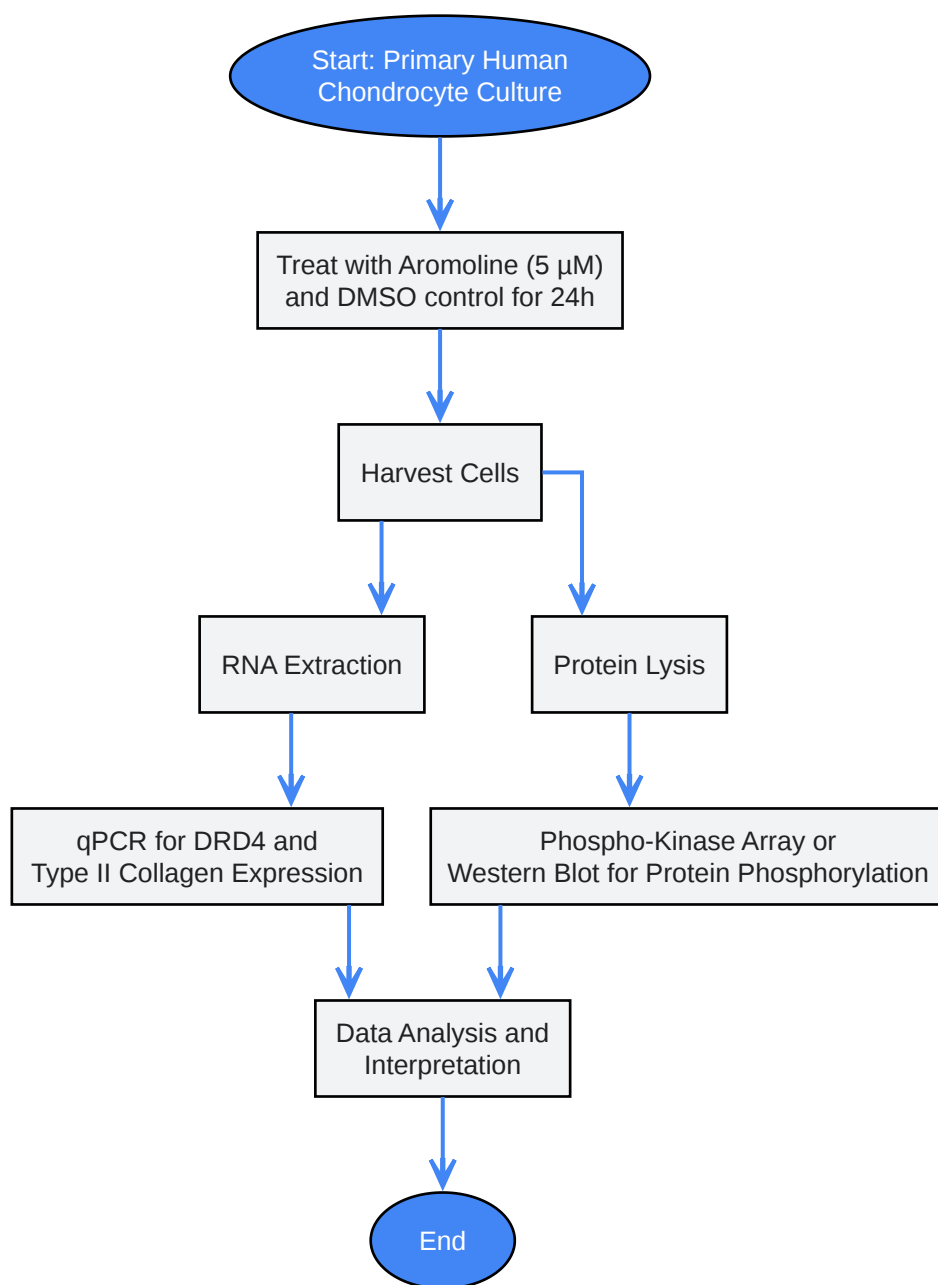 Start: Primary Human
Chondrocyte Culture
Treat with Aromoline (5 µM)
and DMSO control for 24h
Harvest Cells
RNA Extraction
Protein Lysis
qPCR for DRD4 and
Type II Collagen Expression
Phospho-Kinase Array or
Western Blot for Protein Phosphorylation
Data Analysis and
Interpretation
End